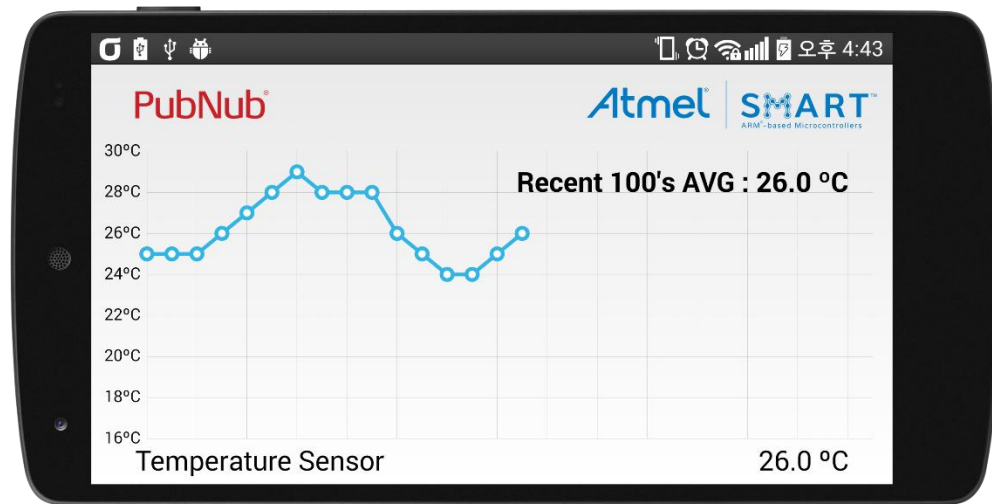 오후 4:43
PubNub®
Atmel® SMART™
ARM®-based Microcontrollers
30ºC
Recent 100's AVG : 26.0 ºC
28ºC
26ºC
24ºC
22ºC
20ºC
18ºC
16ºC
Temperature Sensor 26.0 ºC